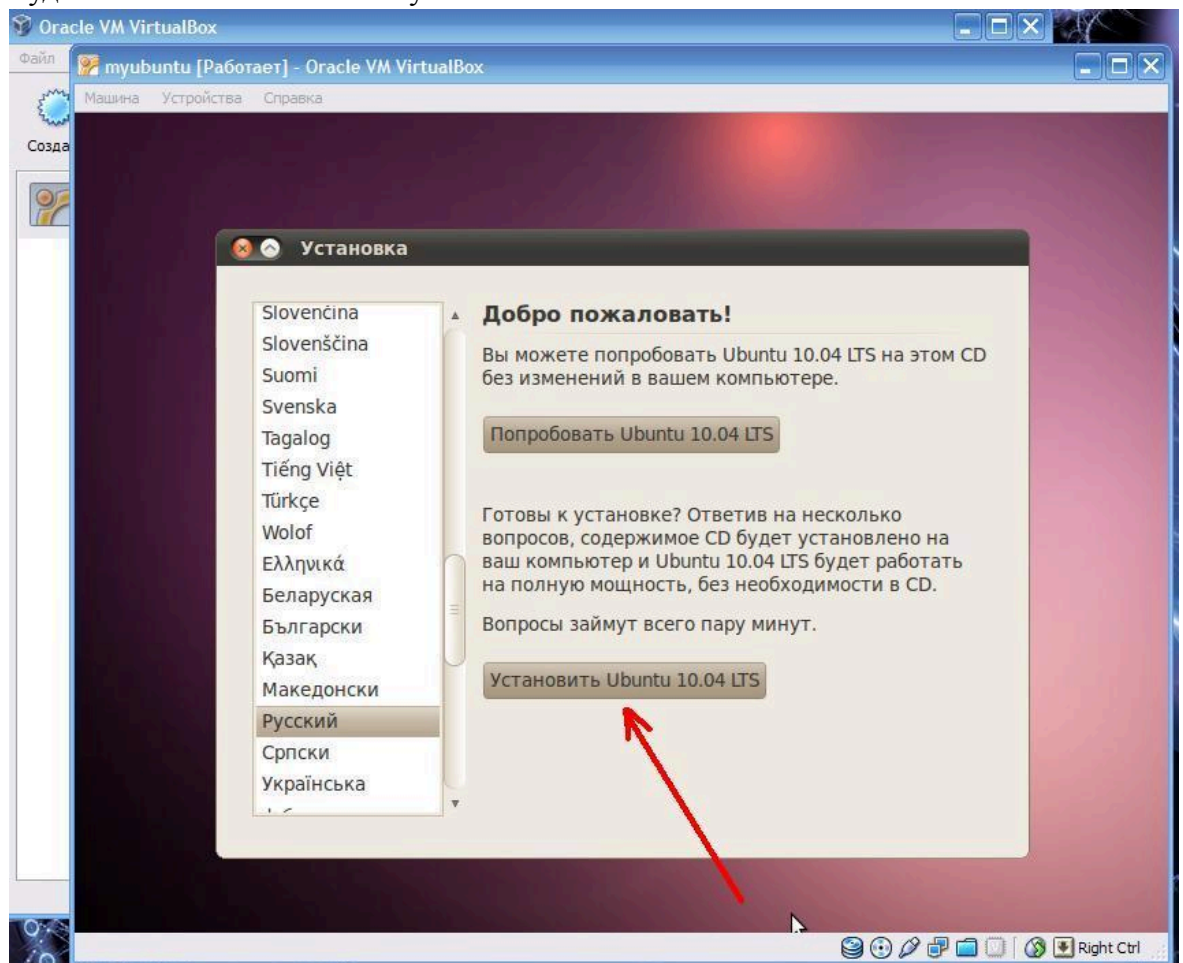 Oracle VM VirtualBox
Файл
myubuntu [Работает] - Oracle VM VirtualBox
Машина Устройства Справка
Созда
Установка
Slovenčina
Slovenščina
Suomi
Svenska
Tagalog
Tiếng Việt
Türkçe
Wolof
Ελληνικά
Беларуская
Български
Қазақ
Македонски
Русский
Српски
Українська
Добро пожаловать!
Вы можете попробовать Ubuntu 10.04 LTS на этом CD
без изменений в вашем компьютере.
Попробовать Ubuntu 10.04 LTS
Готовы к установке? Ответив на несколько
вопросов, содержимое CD будет установлено на
ваш компьютер и Ubuntu 10.04 LTS будет работать
на полную мощность, без необходимости в CD.
Вопросы займут всего пару минут.
Установить Ubuntu 10.04 LTS
Right Ctrl